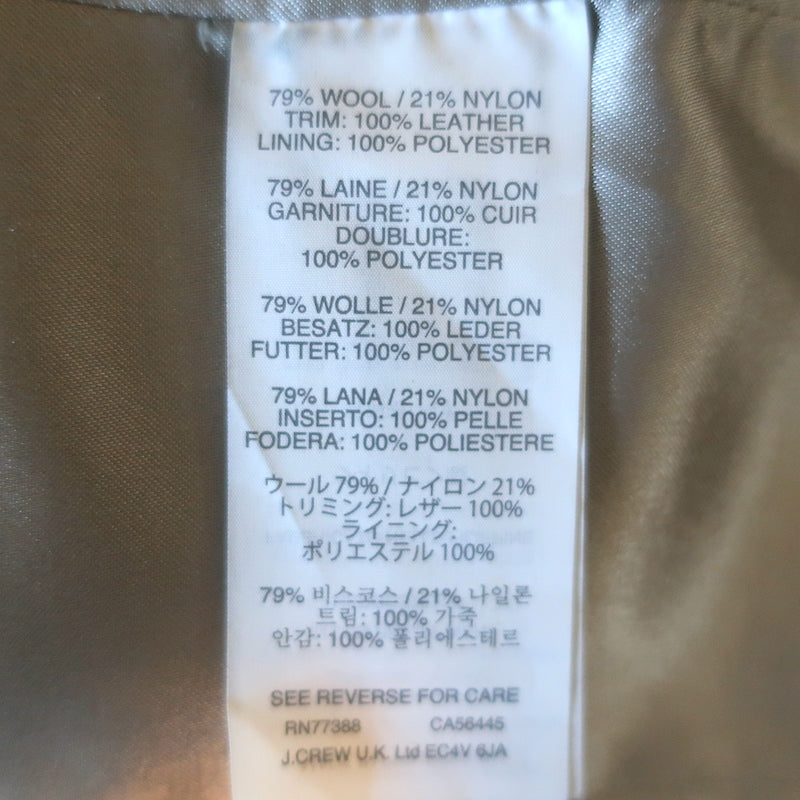 79% WOOL / 21% NYLON
TRIM: 100% LEATHER
LINING: 100% POLYESTER
79% LAINE / 21% NYLON
GARNITURE: 100% CUIR
DOUBLURE:
100% POLYESTER
79% WOLLE / 21% NYLON
BESATZ: 100% LEDER
FUTTER: 100% POLYESTER
79% LANA / 21% NYLON
INSERTO: 100% PELLE
FODERA: 100% POLIESTERE
ウール 79% / ナイロン 21%
トリミング: レザー 100%
ライニング:
ポリエステル 100%
79% 비스코스 / 21% 나일론
트림: 100% 가죽
안감: 100% 폴리에스테르
SEE REVERSE FOR CARE
RN77388 CA56445
J.CREW U.K. Ltd EC4V 6JA